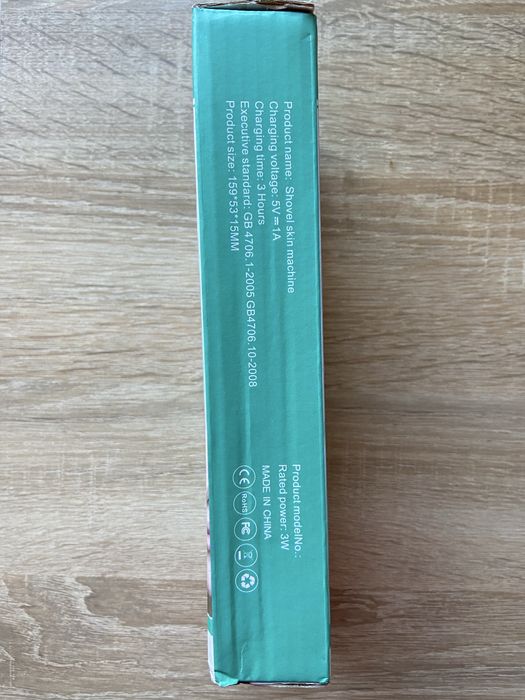 Product name: Shovel skin machine
Charging voltage: 5V⎓1A
Charging time: 3 Hours
Executive standard: GB 4706.1-2005 GB4706.10-2008
Product size: 159*53*15MM
Product modelNo.:
Rated power: 3W
MADE IN CHINA
CE RoHS FC